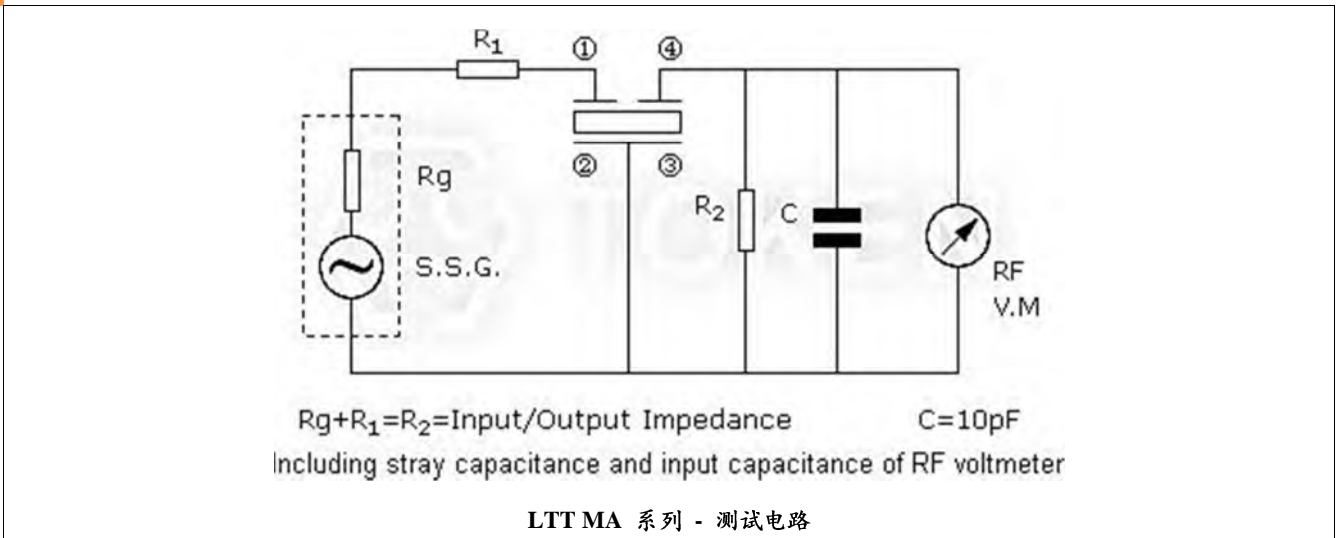 R1
① ④
② ③
Rg
S.S.G.
R2 C
RF
V.M
Rg+R1=R2=Input/Output Impedance C=10pF
Including stray capacitance and input capacitance of RF voltmeter
LTT MA 系列 - 测试电路